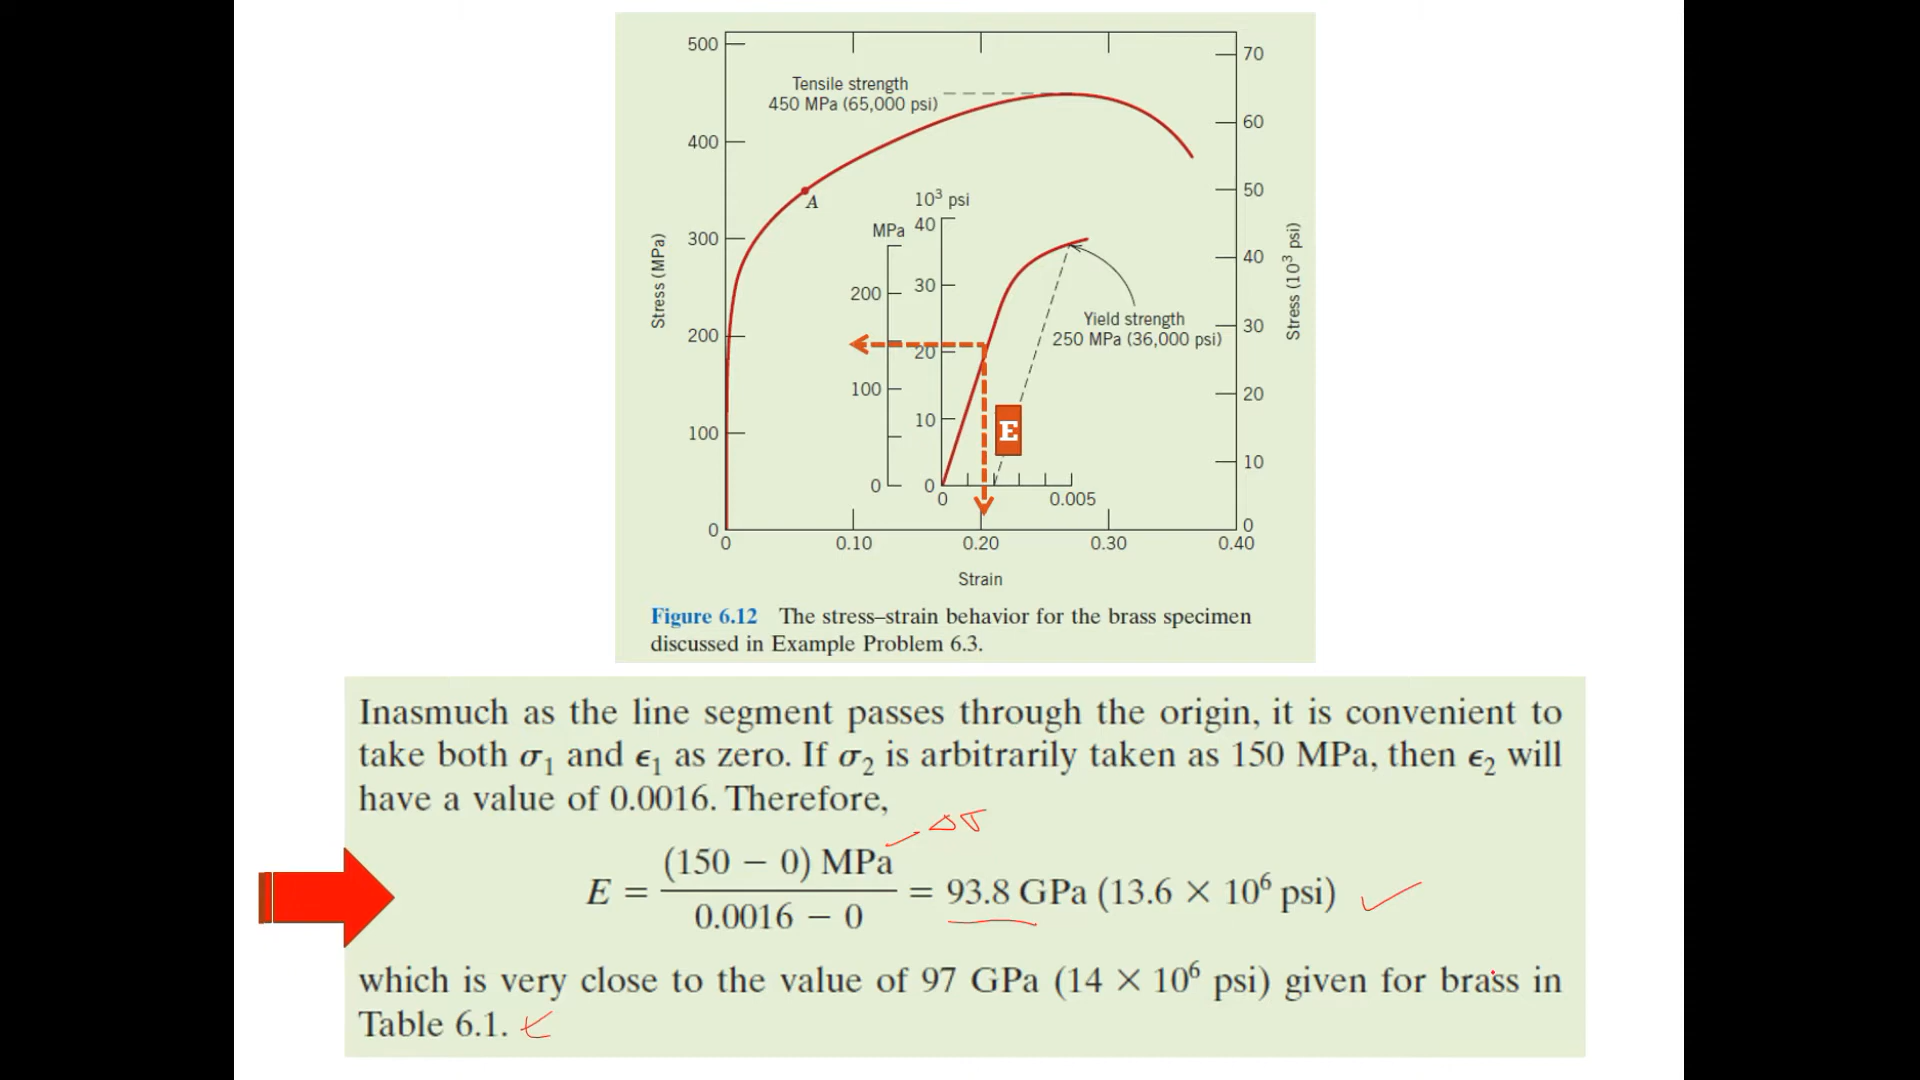 500
400
300
200
100
0
Stress (MPa)
Tensile strength
450 MPa (65,000 psi)
A
10³ psi
MPa
40
30
20
10
0
200
100
0
0
0.005
E
Yield strength
250 MPa (36,000 psi)
70
60
50
40
30
20
10
0
Stress (10³ psi)
0 0.10 0.20 0.30 0.40
Strain
Figure 6.12 The stress–strain behavior for the brass specimen
discussed in Example Problem 6.3.
Inasmuch as the line segment passes through the origin, it is convenient to
take both σ₁ and ϵ₁ as zero. If σ₂ is arbitrarily taken as 150 MPa, then ϵ₂ will
have a value of 0.0016. Therefore,
Δσ
E = (150 − 0) MPa / 0.0016 − 0 = 93.8 GPa (13.6 × 10⁶ psi)
which is very close to the value of 97 GPa (14 × 10⁶ psi) given for brass in
Table 6.1.